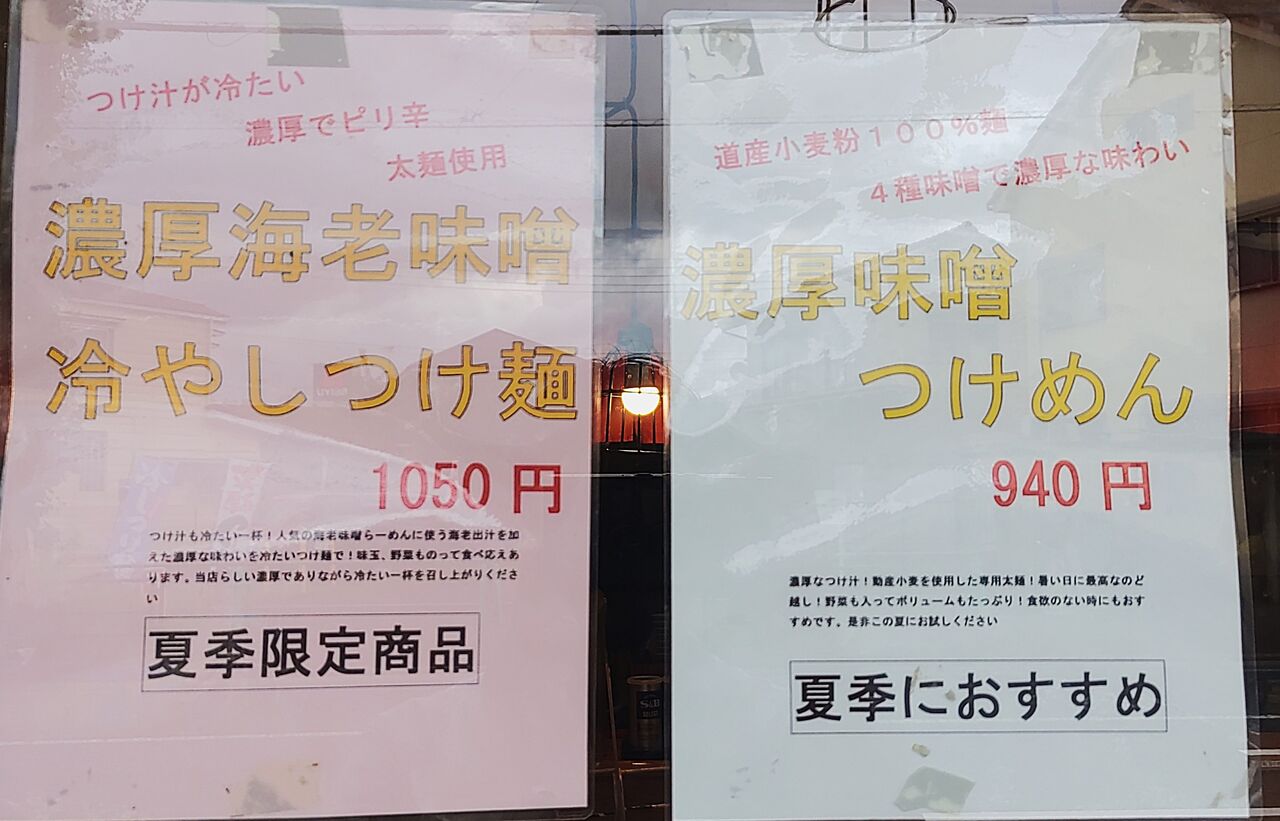 つけ汁が冷たい
濃厚でピリ辛
太麺使用
濃厚海老味噌
冷やしつけ麺
1050円
つけ汁も冷たい一杯！人気の海老味噌らーめんに使う海老出汁を加
えた濃厚な味わいを冷たいつけ麺で！味玉、野菜ものって食べ応えあ
ります。当店らしい濃厚でありながら冷たい一杯を召し上がりくださ
い
夏季限定商品
道産小麦粉１００％麺
４種味噌で濃厚な味わい
濃厚味噌
つけめん
940円
濃厚なつけ汁！動産小麦を使用した専用太麺！暑い日に最高なのど
越し！野菜も入ってボリュームもたっぷり！食欲のない時にもおす
すめです。是非この夏にお試しください
夏季におすすめ
S&B